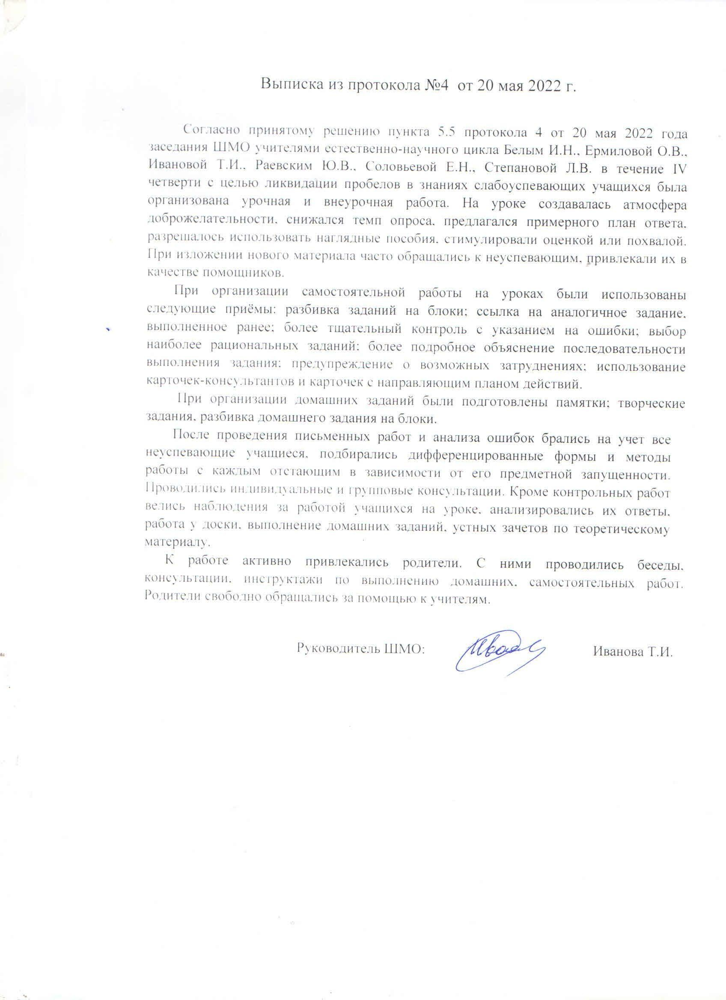 Выписка из протокола №4 от 20 мая 2022 г.
Согласно принятому решению пункта 5.5 протокола 4 от 20 мая 2022 года
заседания ШМО учителями естественно-научного цикла Белым И.Н., Ермиловой О.В.,
Ивановой Т.И., Раевским Ю.В., Соловьевой Е.Н., Степановой Л.В. в течение IV
четверти с целью ликвидации пробелов в знаниях слабоуспевающих учащихся была
организована урочная и внеурочная работа. На уроке создавалась атмосфера
доброжелательности, снижался темп опроса, предлагался примерного план ответа,
разрешалось использовать наглядные пособия, стимулировали оценкой или похвалой.
При изложении нового материала часто обращались к неуспевающим, привлекали их в
качестве помощников.
При организации самостоятельной работы на уроках были использованы
следующие приёмы: разбивка заданий на блоки; ссылка на аналогичное задание,
выполненное ранее; более тщательный контроль с указанием на ошибки; выбор
наиболее рациональных заданий; более подробное объяснение последовательности
выполнения задания; предупреждение о возможных затруднениях; использование
карточек-консультантов и карточек с направляющим планом действий.
При организации домашних заданий были подготовлены памятки; творческие
задания, разбивка домашнего задания на блоки.
После проведения письменных работ и анализа ошибок брались на учет все
неуспевающие учащиеся, подбирались дифференцированные формы и методы
работы с каждым отстающим в зависимости от его предметной запущенности.
Проводились индивидуальные и групповые консультации. Кроме контрольных работ
велись наблюдения за работой учащихся на уроке, анализировались их ответы,
работа у доски, выполнение домашних заданий, устных зачетов по теоретическому
материалу.
К работе активно привлекались родители. С ними проводились беседы,
консультации, инструктажи по выполнению домашних, самостоятельных работ.
Родители свободно обращались за помощью к учителям.
Руководитель ШМО: Иванова Т.И.